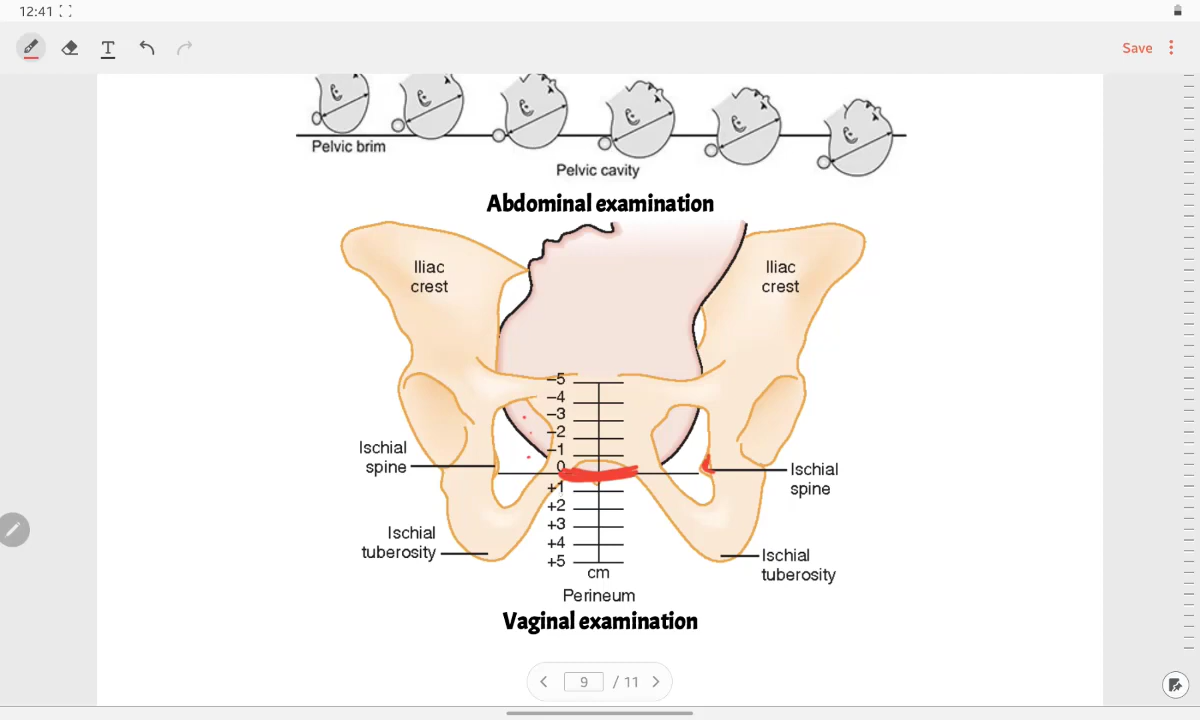 12:41
T
Save
Pelvic brim
Pelvic cavity
Abdominal examination
Iliac
crest
Iliac
crest
–5
–4
–3
–2
–1
0
+1
+2
+3
+4
+5
cm
Ischial
spine
Ischial
spine
Ischial
tuberosity
Ischial
tuberosity
Perineum
Vaginal examination
9 / 11